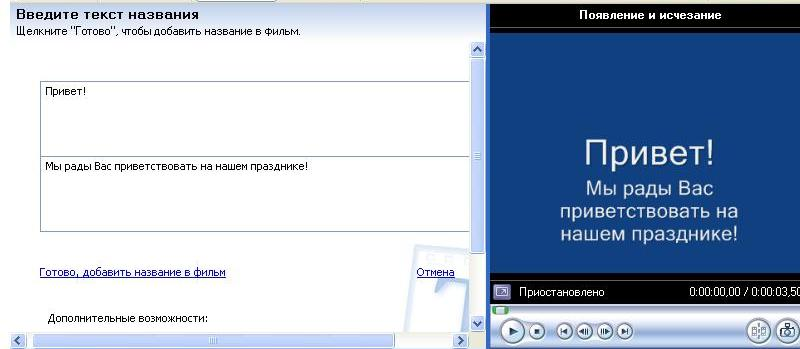 Введите текст названия
Щелкните "Готово", чтобы добавить название в фильм.
Привет!
Мы рады Вас приветствовать на нашем празднике!
Готово, добавить название в фильм
Отмена
Дополнительные возможности:
Появление и исчезание
Привет!
Мы рады Вас
приветствовать на
нашем празднике!
Приостановлено
0:00:00,00 / 0:00:03,50